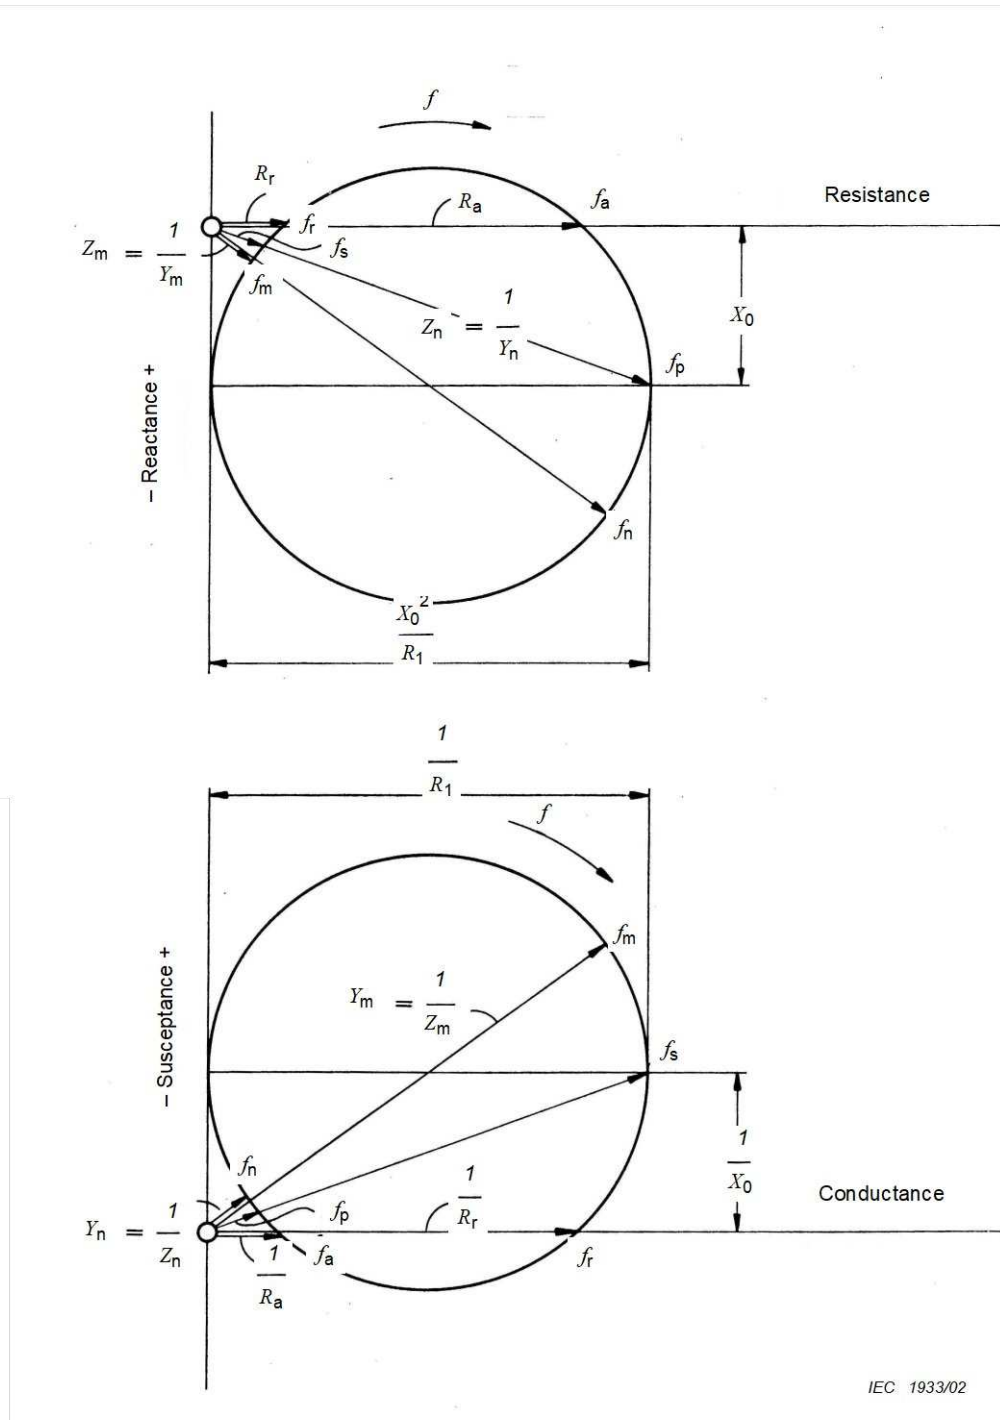 f
Rr
fr
Ra
fa
Resistance
Zm = 1/Ym
fs
fm
Zn = 1/Yn
X0
fp
– Reactance +
fn
X0²/R1
1/R1
f
fm
Ym = 1/Zm
– Susceptance +
fs
1/X0
fn
Yn = 1/Zn
fp
1/Rr
Conductance
1/Ra
fa
fr
IEC 1933/02